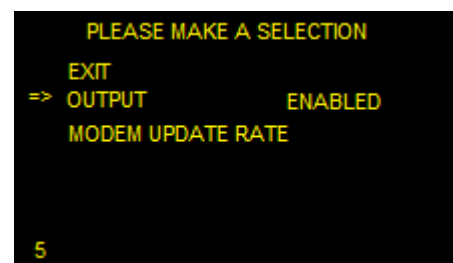 PLEASE MAKE A SELECTION
EXIT
=> OUTPUT ENABLED
MODEM UPDATE RATE
5